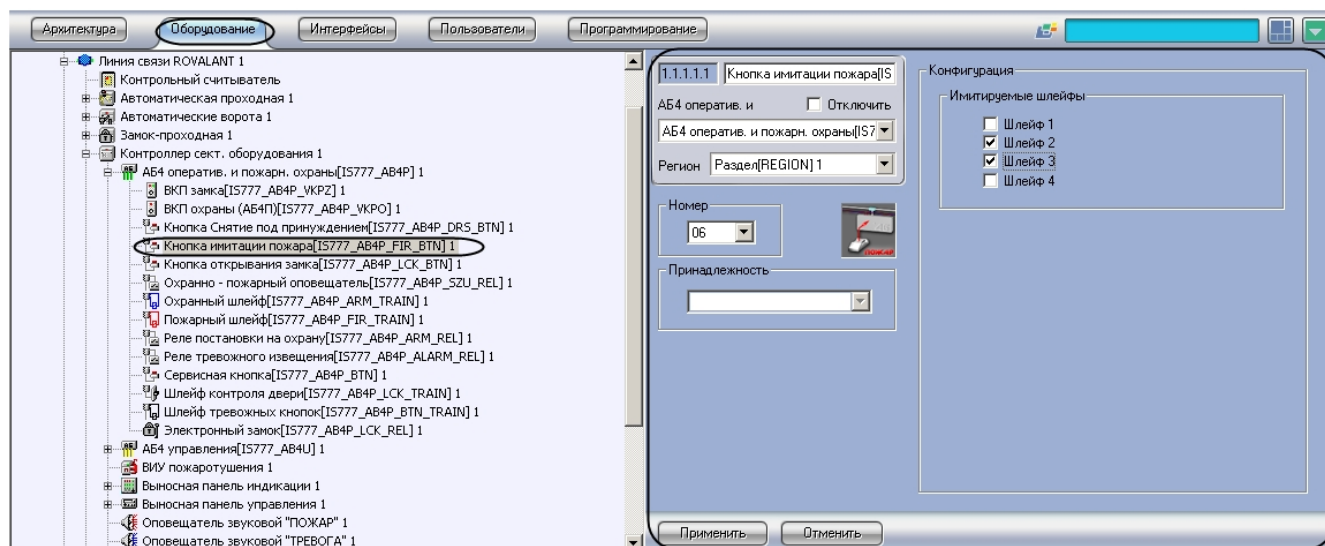 Архитектура
Оборудование
Интерфейсы
Пользователи
Программирование
Линия связи ROVALANT 1
Контрольный считыватель
Автоматическая проходная 1
Автоматические ворота 1
Замок-проходная 1
Контроллер сект. оборудования 1
АБ4 оператив. и пожарн. охраны[IS777_AB4P] 1
ВКП замка[IS777_AB4P_VKPZ] 1
ВКП охраны (АБ4П)[IS777_AB4P_VKPO] 1
Кнопка Снятие под принуждением[IS777_AB4P_DRS_BTN] 1
Кнопка имитации пожара[IS777_AB4P_FIR_BTN] 1
Кнопка открывания замка[IS777_AB4P_LCK_BTN] 1
Охранно - пожарный оповещатель[IS777_AB4P_SZU_REL] 1
Охранный шлейф[IS777_AB4P_ARM_TRAIN] 1
Пожарный шлейф[IS777_AB4P_FIR_TRAIN] 1
Реле постановки на охрану[IS777_AB4P_ARM_REL] 1
Реле тревожного извещения[IS777_AB4P_ALARM_REL] 1
Сервисная кнопка[IS777_AB4P_BTN] 1
Шлейф контроля двери[IS777_AB4P_LCK_TRAIN] 1
Шлейф тревожных кнопок[IS777_AB4P_BTN_TRAIN] 1
Электронный замок[IS777_AB4P_LCK_REL] 1
АБ4 управления[IS777_AB4U] 1
ВИУ пожаротушения 1
Выносная панель индикации 1
Выносная панель управления 1
Оповещатель звуковой "ПОЖАР" 1
Оповещатель звуковой "ТРЕВОГА" 1
1.1.1.1.1 Кнопка имитации пожара[IS
АБ4 оператив. и
Отключить
АБ4 оператив. и пожарн. охраны[IS7
Регион Раздел[REGION] 1
Номер
06
ПОЖАР
Принадлежность
Конфигурация
Имитируемые шлейфы
Шлейф 1
Шлейф 2
Шлейф 3
Шлейф 4
Применить
Отменить